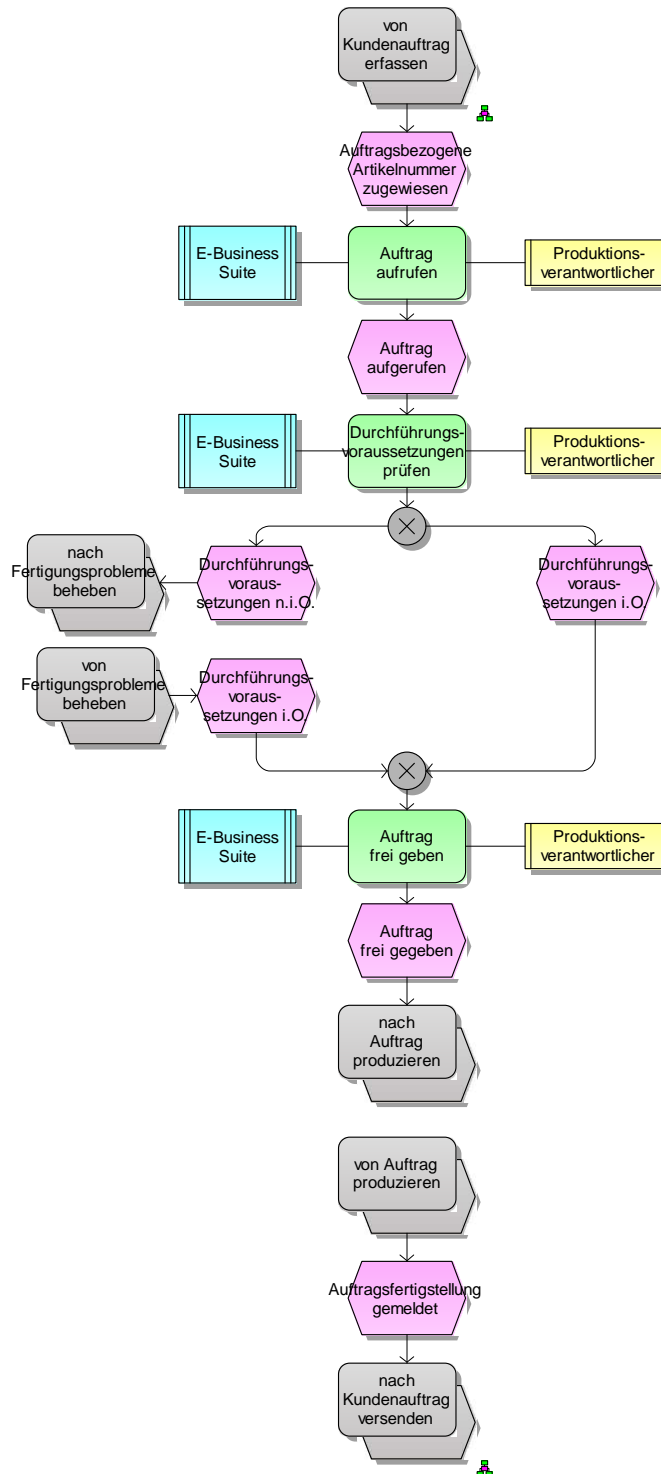 von
Kundenauftrag
erfassen
Auftragsbezogene
Artikelnummer
zugewiesen
E-Business
Suite
Auftrag
aufrufen
Produktions-
verantwortlicher
Auftrag
aufgerufen
E-Business
Suite
Durchführungs-
voraussetzungen
prüfen
Produktions-
verantwortlicher
nach
Fertigungsprobleme
beheben
Durchführungs-
voraus-
setzungen n.i.O.
Durchführungs-
voraus-
setzungen i.O.
von
Fertigungsprobleme
beheben
Durchführungs-
voraus-
setzungen i.O.
E-Business
Suite
Auftrag
frei geben
Produktions-
verantwortlicher
Auftrag
frei gegeben
nach
Auftrag
produzieren
von Auftrag
produzieren
Auftragsfertigstellung
gemeldet
nach
Kundenauftrag
versenden